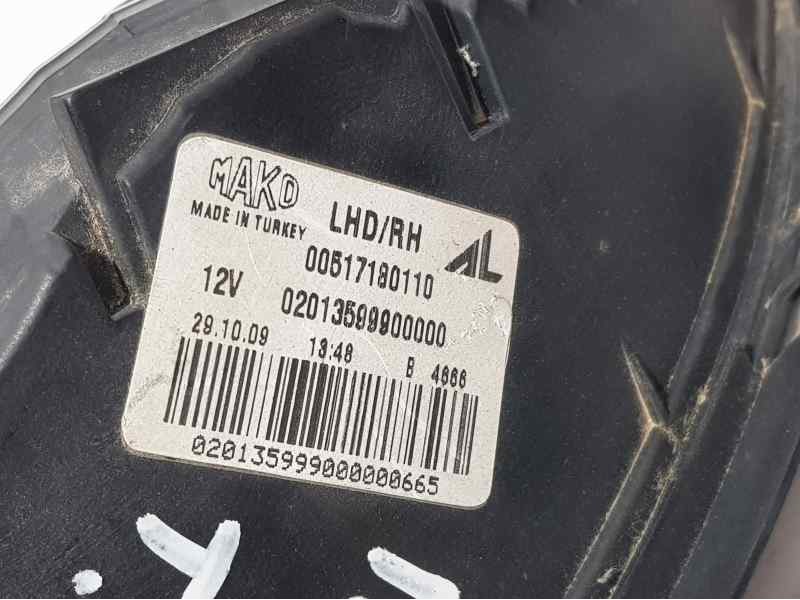 MAKO
MADE IN TURKEY
LHD/RH
AL
00517180110
12V
02013599900000
29.10.09 13:48 B 4666
020135999000000665